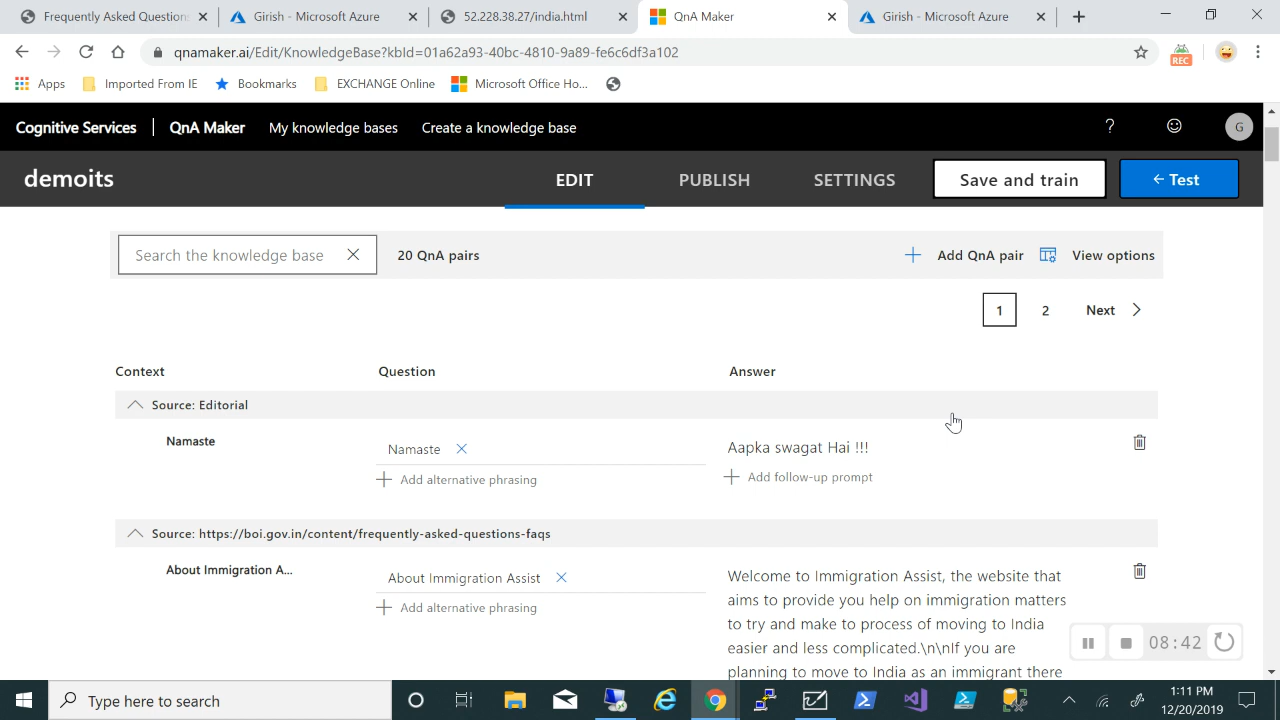 Frequently Asked Question
Girish - Microsoft Azure
52.228.38.27/india.html
QnA Maker
Girish - Microsoft Azure
qnamaker.ai/Edit/KnowledgeBase?kbId=01a62a93-40bc-4810-9a89-fe6c6df3a102
REC
Apps
Imported From IE
Bookmarks
EXCHANGE Online
Microsoft Office Ho...
Cognitive Services
QnA Maker
My knowledge bases
Create a knowledge base
?
G
demoits
EDIT
PUBLISH
SETTINGS
Save and train
← Test
Search the knowledge base
20 QnA pairs
Add QnA pair
View options
1
2
Next
Context
Question
Answer
Source: Editorial
Namaste
Namaste
Aapka swagat Hai !!!
Add alternative phrasing
Add follow-up prompt
Source: https://boi.gov.in/content/frequently-asked-questions-faqs
About Immigration A...
About Immigration Assist
Add alternative phrasing
Welcome to Immigration Assist, the website that
aims to provide you help on immigration matters
to try and make to process of moving to India
easier and less complicated.\n\nIf you are
planning to move to India as an immigrant there
08:42
Type here to search
1:11 PM
12/20/2019